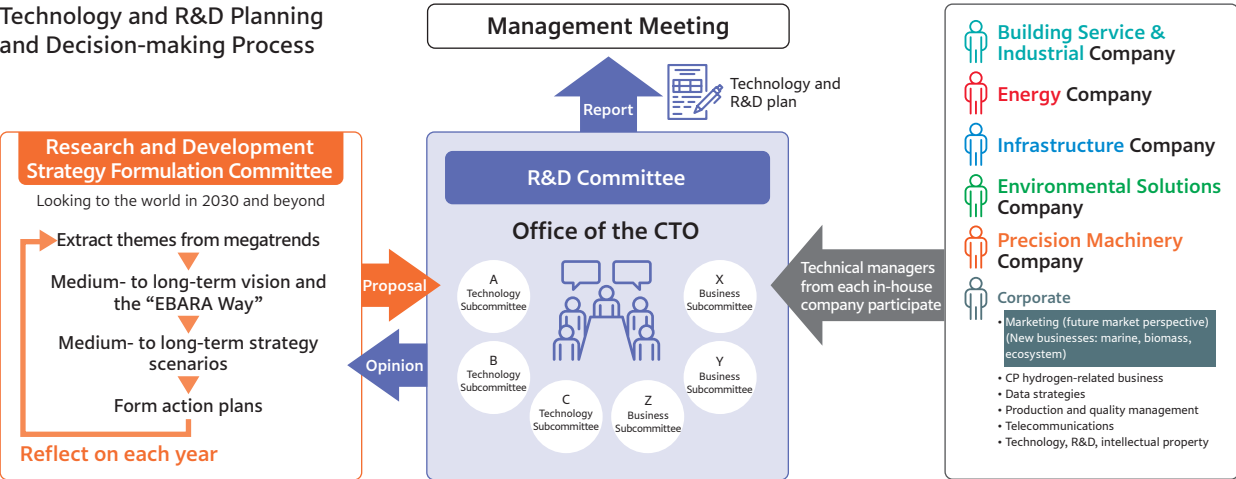 Technology and R&D Planning
and Decision-making Process
Management Meeting
Report
Technology and
R&D plan
Research and Development
Strategy Formulation Committee
Looking to the world in 2030 and beyond
Extract themes from megatrends
Medium- to long-term vision and
the “EBARA Way”
Medium- to long-term strategy
scenarios
Form action plans
Reflect on each year
Proposal
Opinion
R&D Committee
Office of the CTO
A
Technology
Subcommittee
B
Technology
Subcommittee
C
Technology
Subcommittee
X
Business
Subcommittee
Y
Business
Subcommittee
Z
Business
Subcommittee
Technical managers
from each in-house
company participate
Building Service &
Industrial Company
Energy Company
Infrastructure Company
Environmental Solutions
Company
Precision Machinery
Company
Corporate
• Marketing (future market perspective)
(New businesses: marine, biomass,
ecosystem)
• CP hydrogen-related business
• Data strategies
• Production and quality management
• Telecommunications
• Technology, R&D, intellectual property